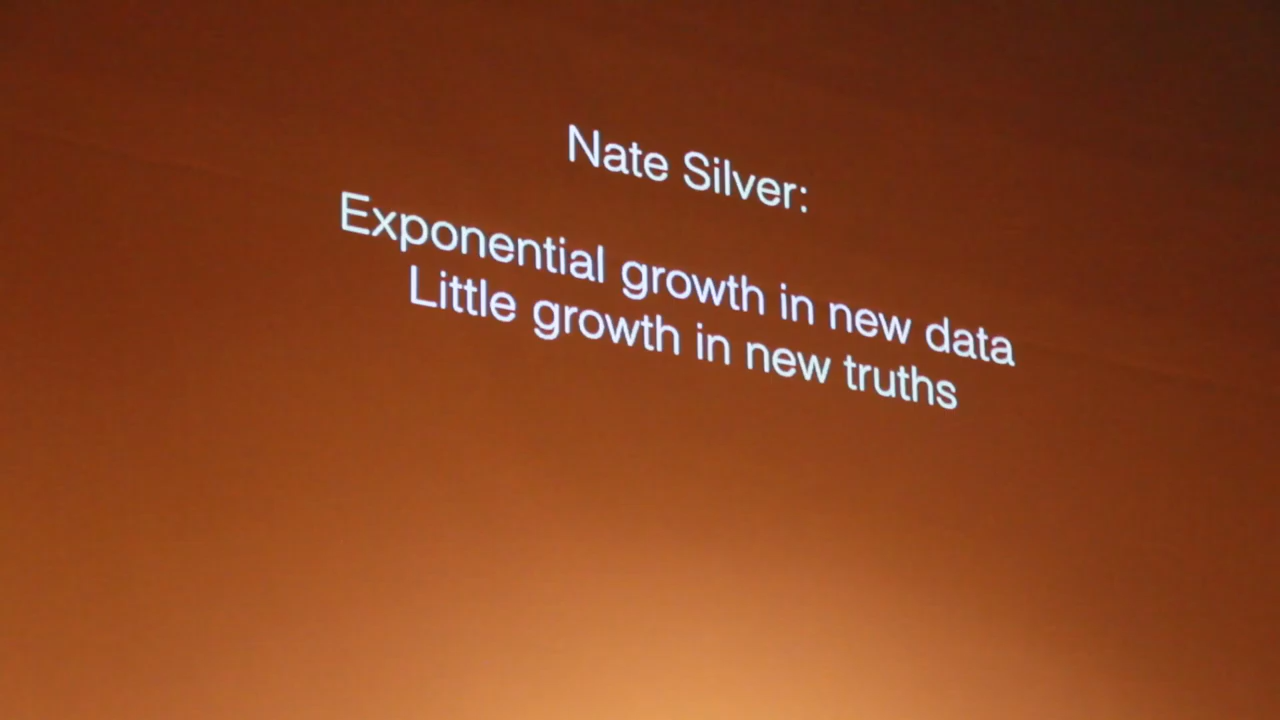 Nate Silver:
Exponential growth in new data
Little growth in new truths